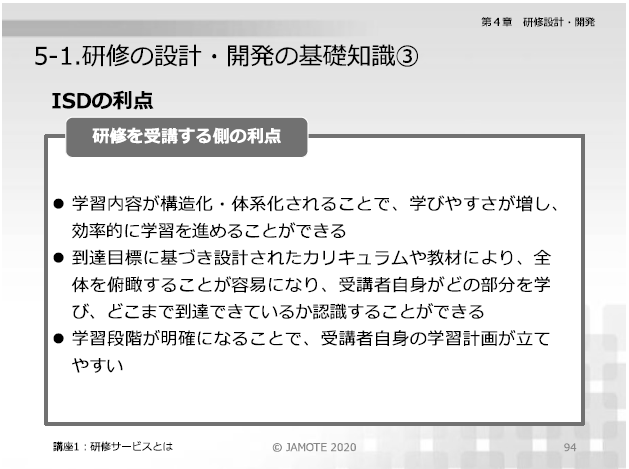 第４章　研修設計・開発
5-1.研修の設計・開発の基礎知識③
ISDの利点
研修を受講する側の利点
● 学習内容が構造化・体系化されることで、学びやすさが増し、
効率的に学習を進めることができる
● 到達目標に基づき設計されたカリキュラムや教材により、全
体を俯瞰することが容易になり、受講者自身がどの部分を学
び、どこまで到達できているか認識することができる
● 学習段階が明確になることで、受講者自身の学習計画が立て
やすい
講座1：研修サービスとは
© JAMOTE 2020
94